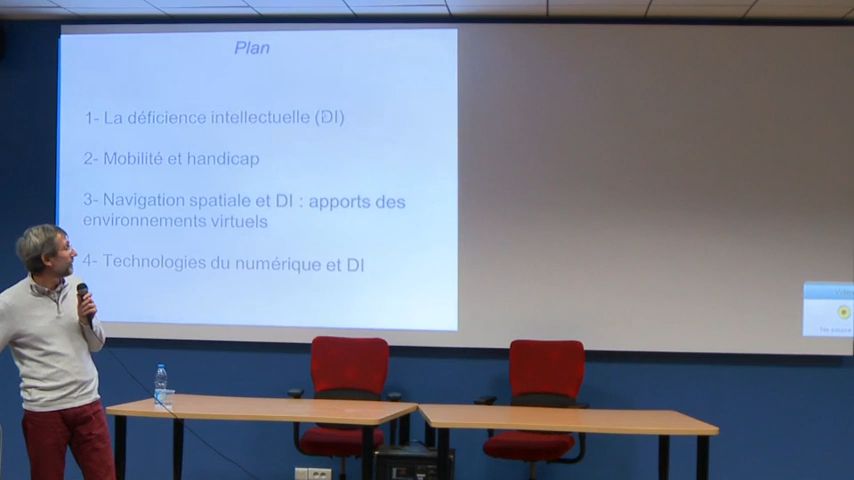 Plan
1- La déficience intellectuelle (DI)
2- Mobilité et handicap
3- Navigation spatiale et DI : apports des
environnements virtuels
4- Technologies du numérique et DI